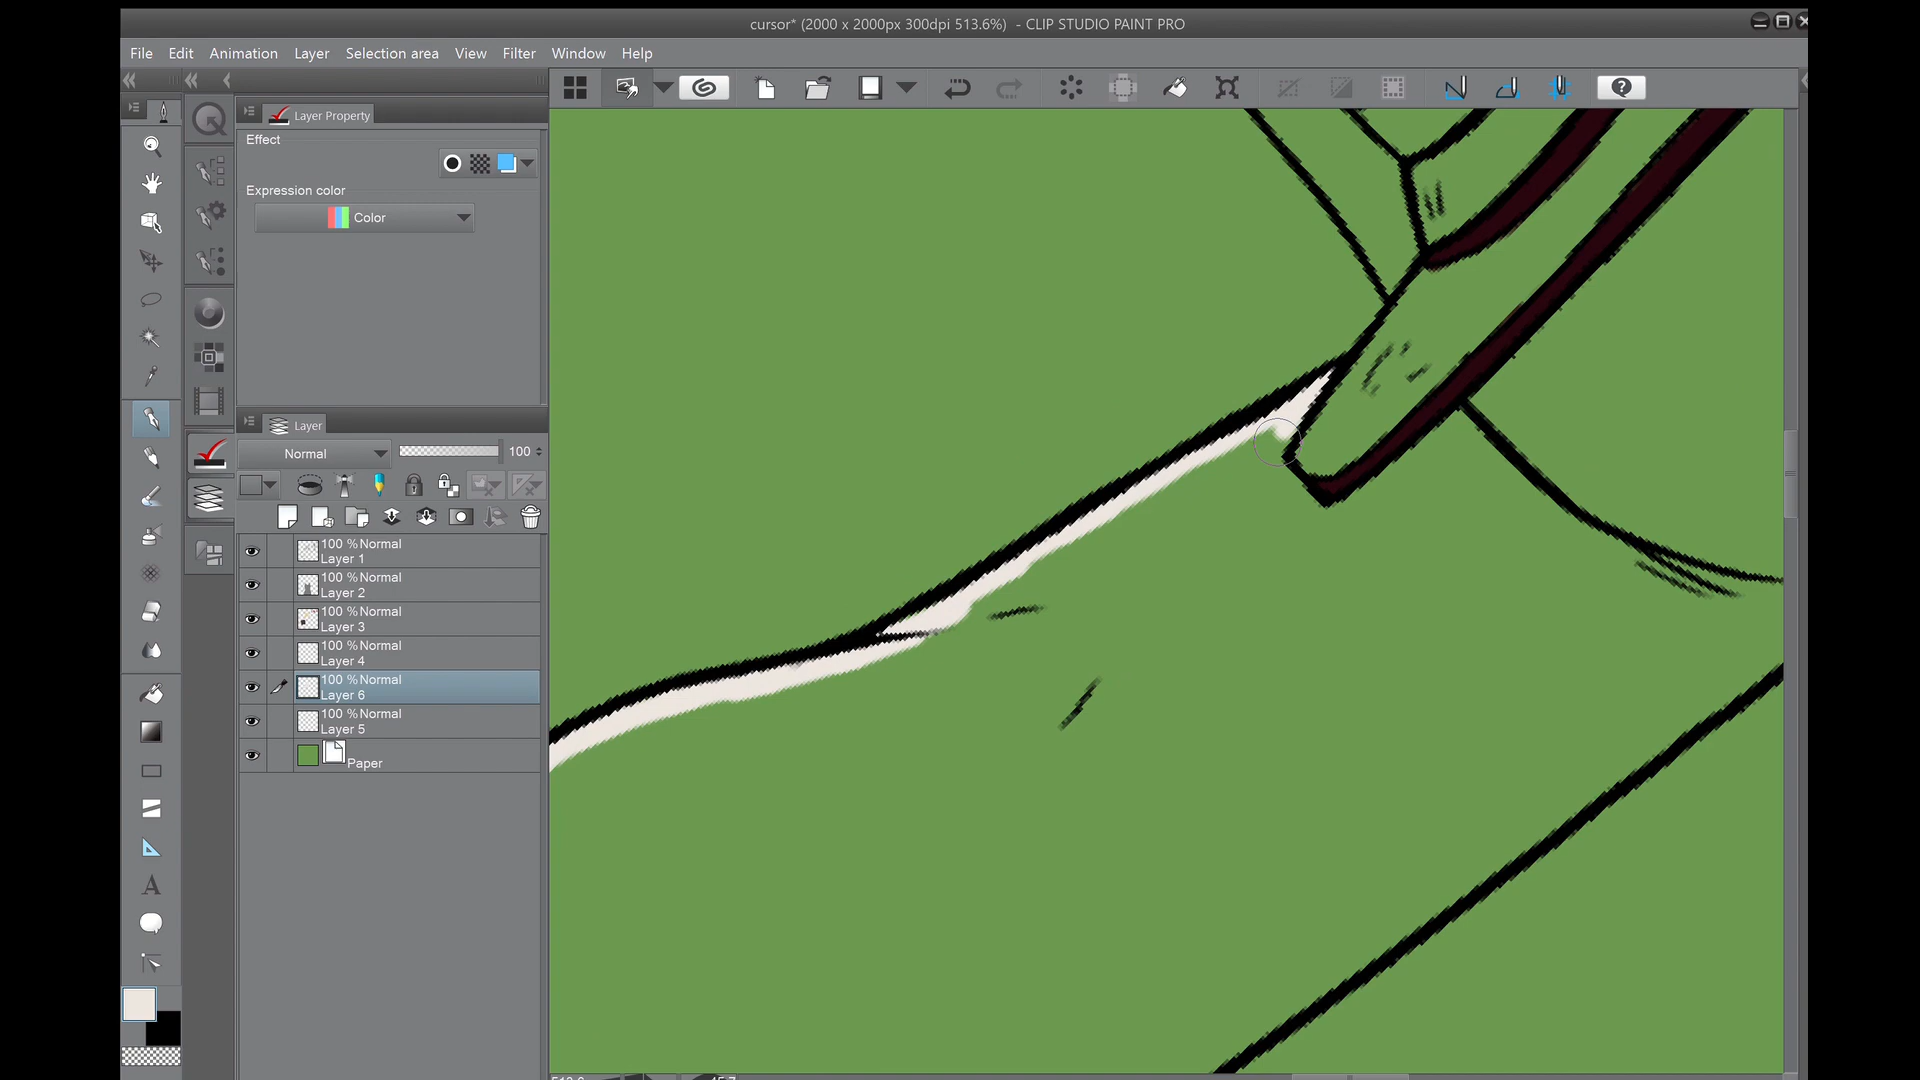 cursor* (2000 x 2000px 300dpi 513.6%) - CLIP STUDIO PAINT PRO
File Edit Animation Layer Selection area View Filter Window Help
Layer Property
Effect
Expression color
Color
Layer
Normal 100
100 %Normal
Layer 1
100 %Normal
Layer 2
100 %Normal
Layer 3
100 %Normal
Layer 4
100 %Normal
Layer 6
100 %Normal
Layer 5
Paper